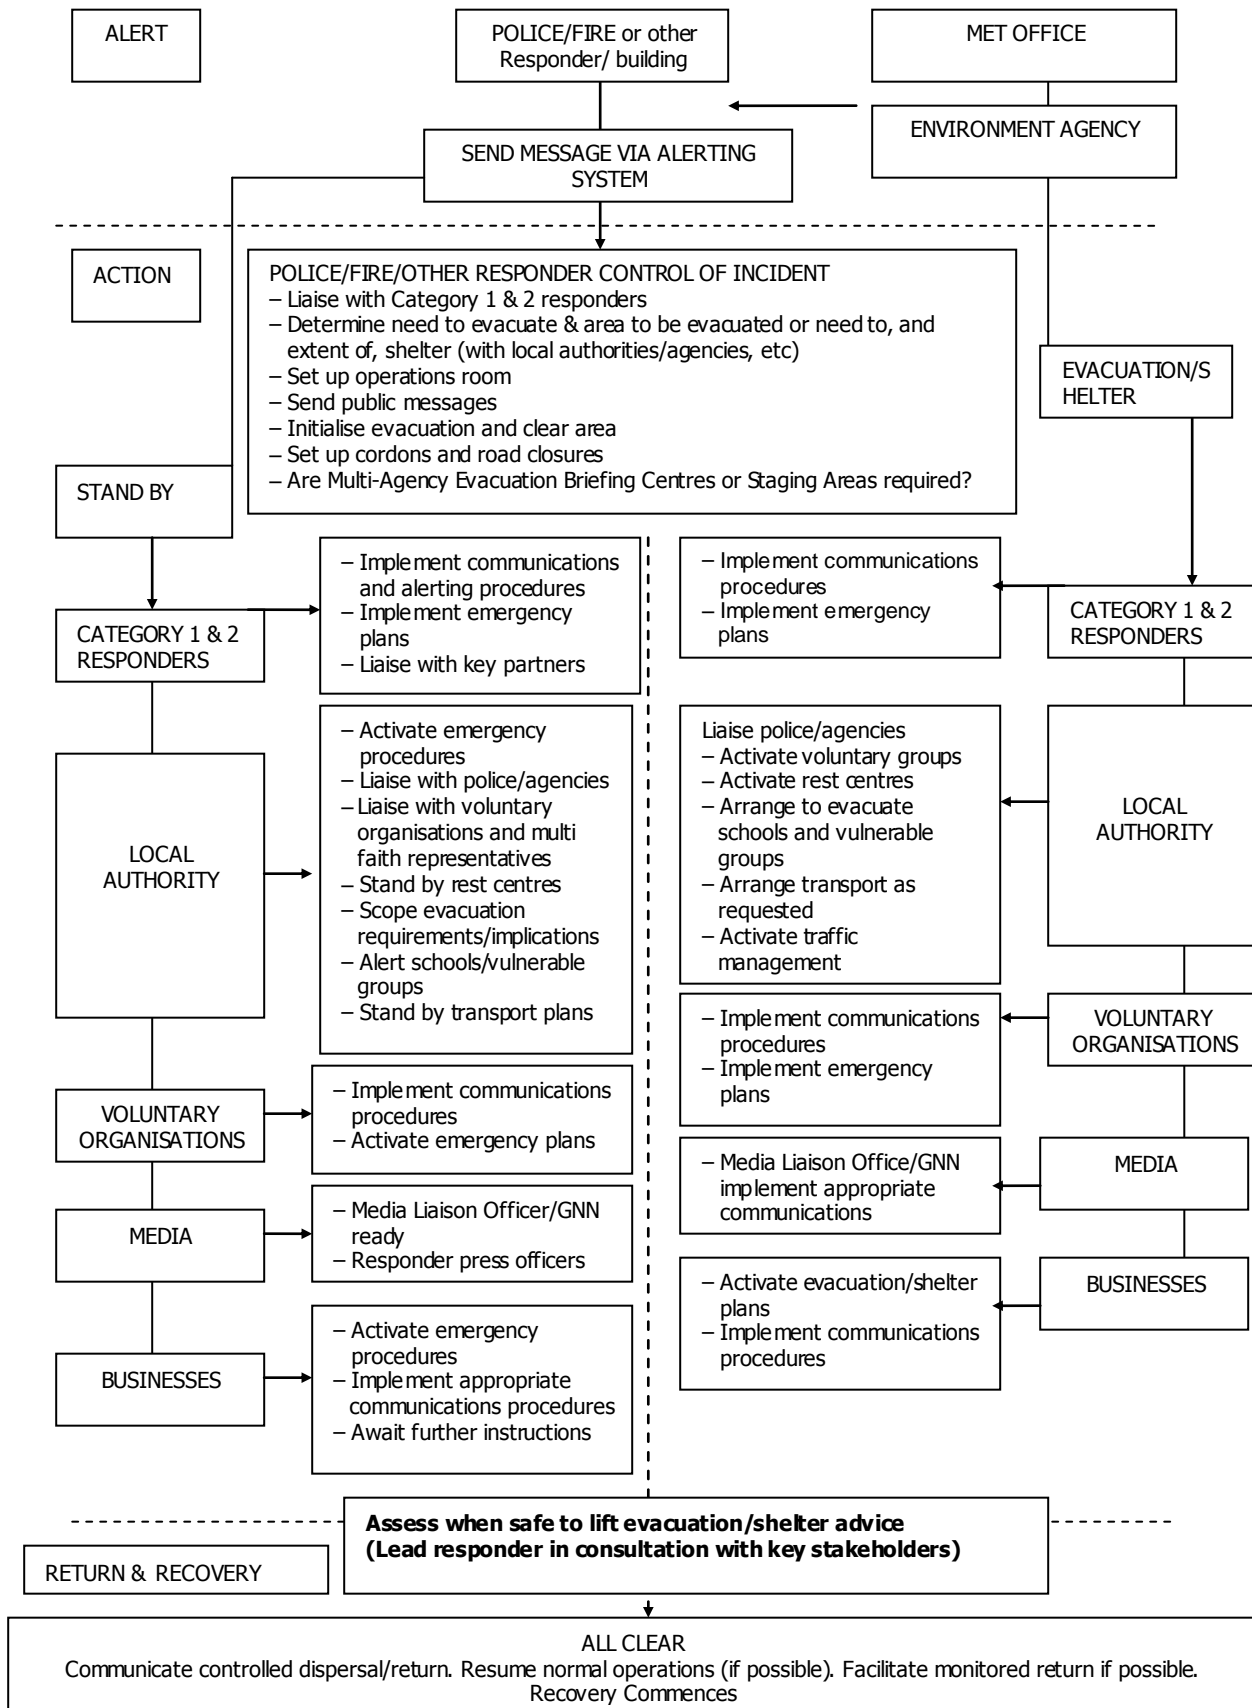 ALERT
POLICE/FIRE or other
Responder/ building
MET OFFICE
ENVIRONMENT AGENCY
SEND MESSAGE VIA ALERTING
SYSTEM
ACTION
POLICE/FIRE/OTHER RESPONDER CONTROL OF INCIDENT
– Liaise with Category 1 & 2 responders
– Determine need to evacuate & area to be evacuated or need to, and
extent of, shelter (with local authorities/agencies, etc)
– Set up operations room
– Send public messages
– Initialise evacuation and clear area
– Set up cordons and road closures
– Are Multi-Agency Evacuation Briefing Centres or Staging Areas required?
EVACUATION/S
HELTER
STAND BY
CATEGORY 1 & 2
RESPONDERS
– Implement communications
and alerting procedures
– Implement emergency
plans
– Liaise with key partners
– Implement communications
procedures
– Implement emergency
plans
CATEGORY 1 & 2
RESPONDERS
LOCAL
AUTHORITY
– Activate emergency
procedures
– Liaise with police/agencies
– Liaise with voluntary
organisations and multi
faith representatives
– Stand by rest centres
– Scope evacuation
requirements/implications
– Alert schools/vulnerable
groups
– Stand by transport plans
Liaise police/agencies
– Activate voluntary groups
– Activate rest centres
– Arrange to evacuate
schools and vulnerable
groups
– Arrange transport as
requested
– Activate traffic
management
LOCAL
AUTHORITY
VOLUNTARY
ORGANISATIONS
– Implement communications
procedures
– Activate emergency plans
– Implement communications
procedures
– Implement emergency
plans
VOLUNTARY
ORGANISATIONS
MEDIA
– Media Liaison Officer/GNN
ready
– Responder press officers
– Media Liaison Office/GNN
implement appropriate
communications
MEDIA
BUSINESSES
– Activate emergency
procedures
– Implement appropriate
communications procedures
– Await further instructions
– Activate evacuation/shelter
plans
– Implement communications
procedures
BUSINESSES
Assess when safe to lift evacuation/shelter advice
(Lead responder in consultation with key stakeholders)
RETURN & RECOVERY
ALL CLEAR
Communicate controlled dispersal/return. Resume normal operations (if possible). Facilitate monitored return if possible.
Recovery Commences